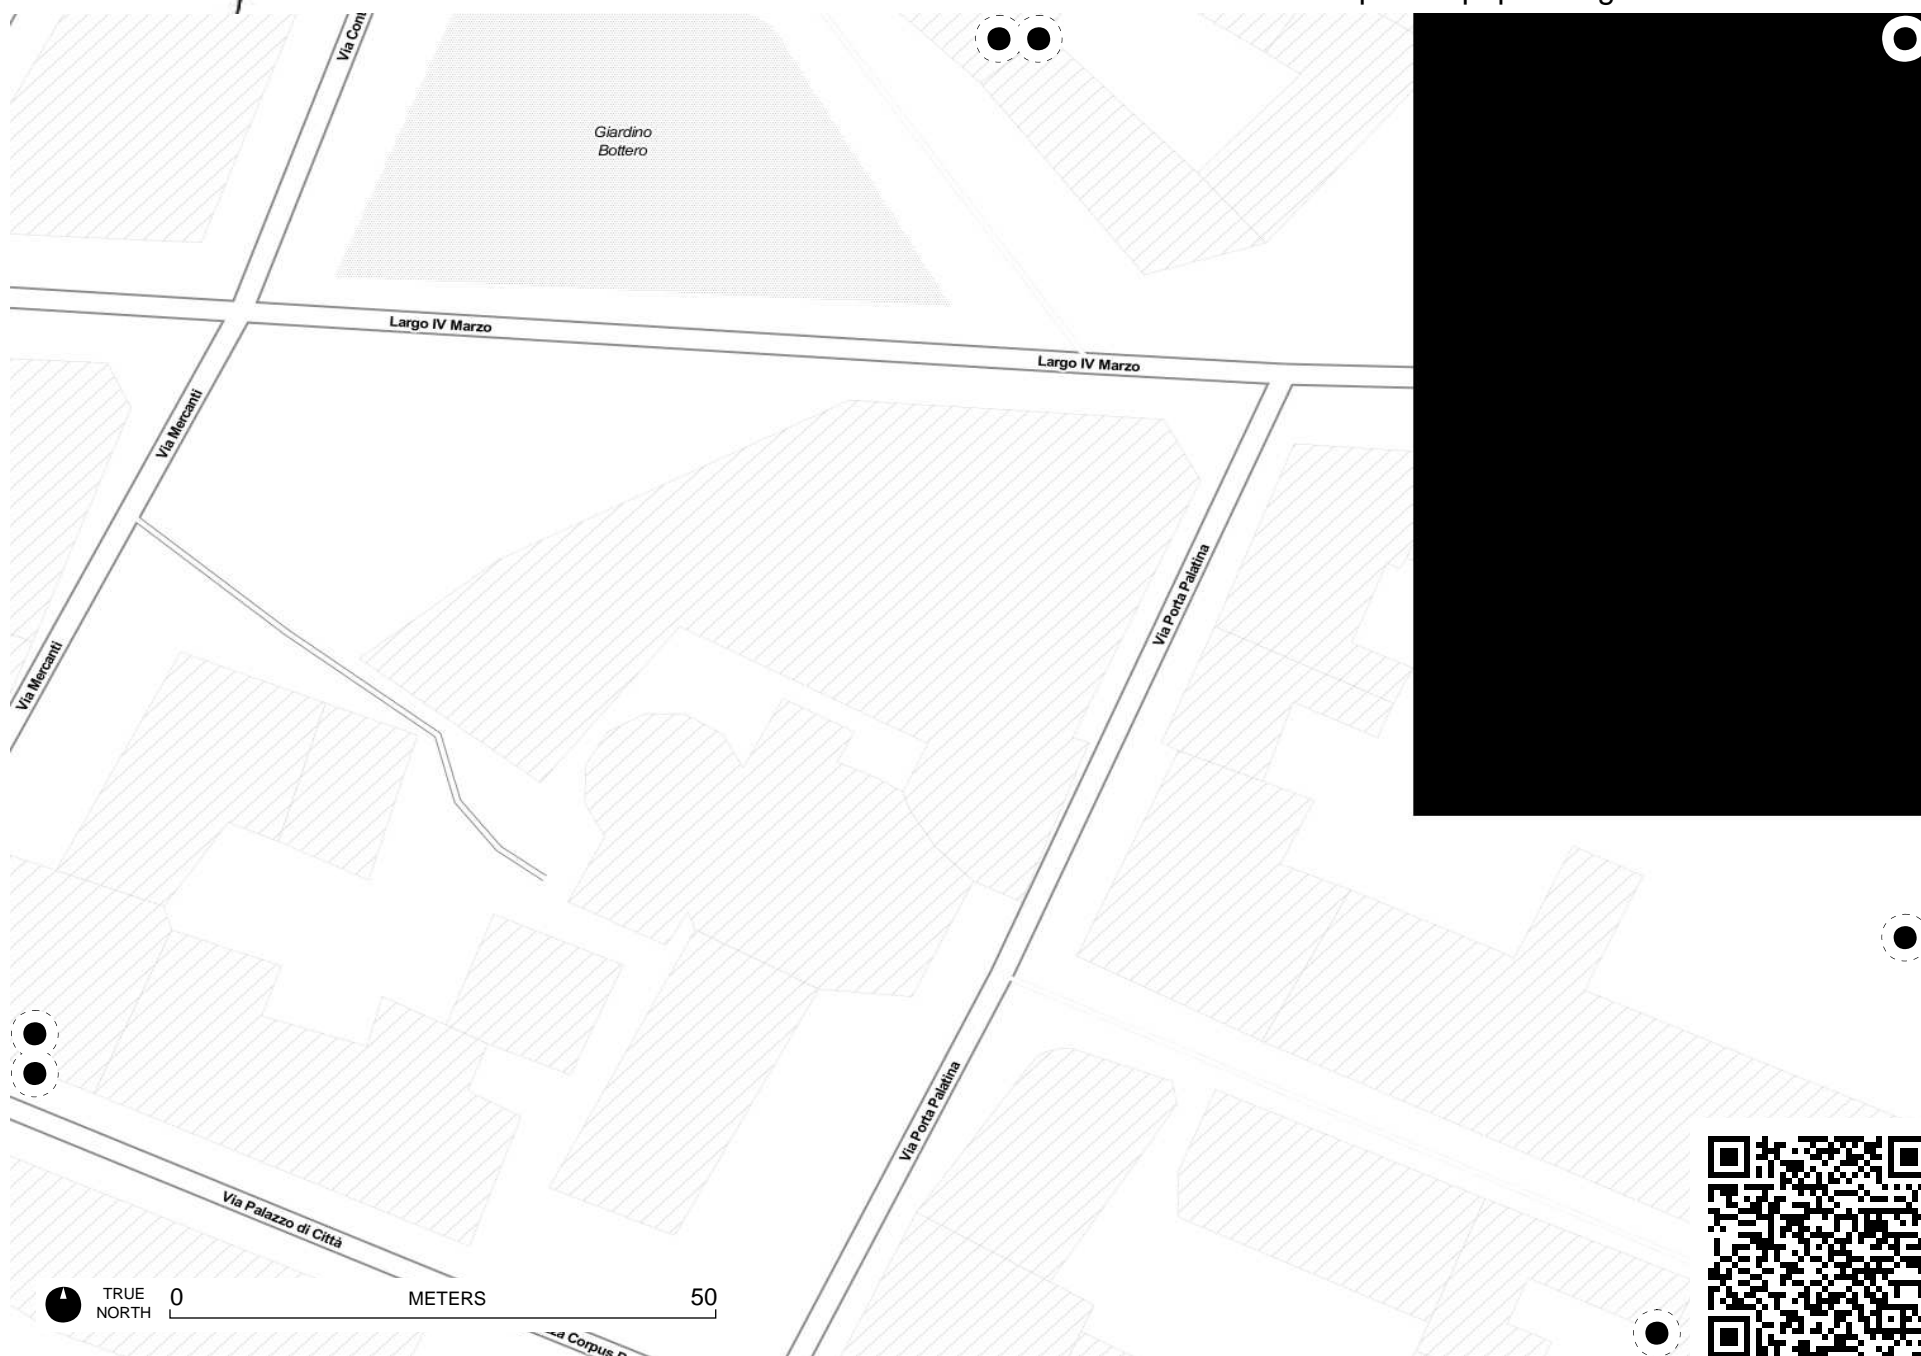 Giardino
Bottero
Largo IV Marzo
Largo IV Marzo
Via Mercanti
Via Porta Palatina
Via Mercanti
Via Porta Palatina
Via Palazzo di Città
TRUE
NORTH
0
METERS
50
Corpus